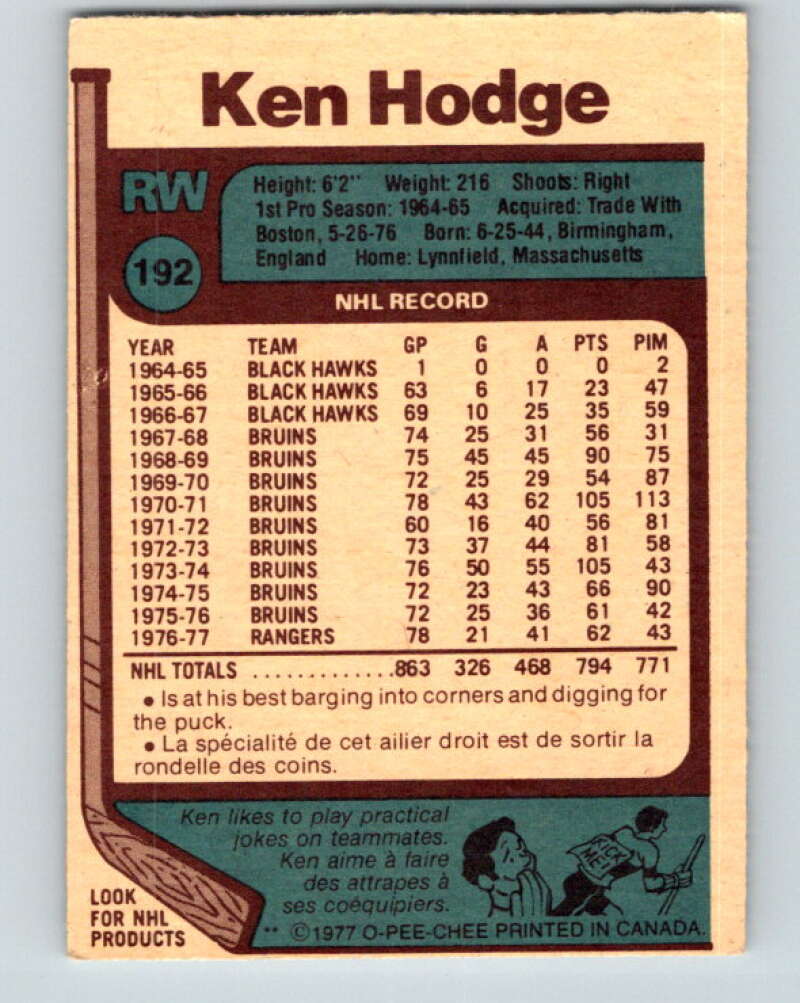 Ken Hodge
RW
Height: 6'2" Weight: 216 Shoots: Right
1st Pro Season: 1964-65 Acquired: Trade With
Boston, 5-26-76 Born: 6-25-44, Birmingham,
England Home: Lynnfield, Massachusetts
192
NHL RECORD
YEAR TEAM GP G A PTS PIM
1964-65 BLACK HAWKS 1 0 0 0 2
1965-66 BLACK HAWKS 63 6 17 23 47
1966-67 BLACK HAWKS 69 10 25 35 59
1967-68 BRUINS 74 25 31 56 31
1968-69 BRUINS 75 45 45 90 75
1969-70 BRUINS 72 25 29 54 87
1970-71 BRUINS 78 43 62 105 113
1971-72 BRUINS 60 16 40 56 81
1972-73 BRUINS 73 37 44 81 58
1973-74 BRUINS 76 50 55 105 43
1974-75 BRUINS 72 23 43 66 90
1975-76 BRUINS 72 25 36 61 42
1976-77 RANGERS 78 21 41 62 43
NHL TOTALS .............863 326 468 794 771
• Is at his best barging into corners and digging for
the puck.
• La spécialité de cet ailier droit est de sortir la
rondelle des coins.
Ken likes to play practical
jokes on teammates.
Ken aime à faire
des attrapes à
ses coéquipiers.
KICK
ME!
LOOK
FOR NHL
PRODUCTS
** ©1977 O-PEE-CHEE PRINTED IN CANADA.